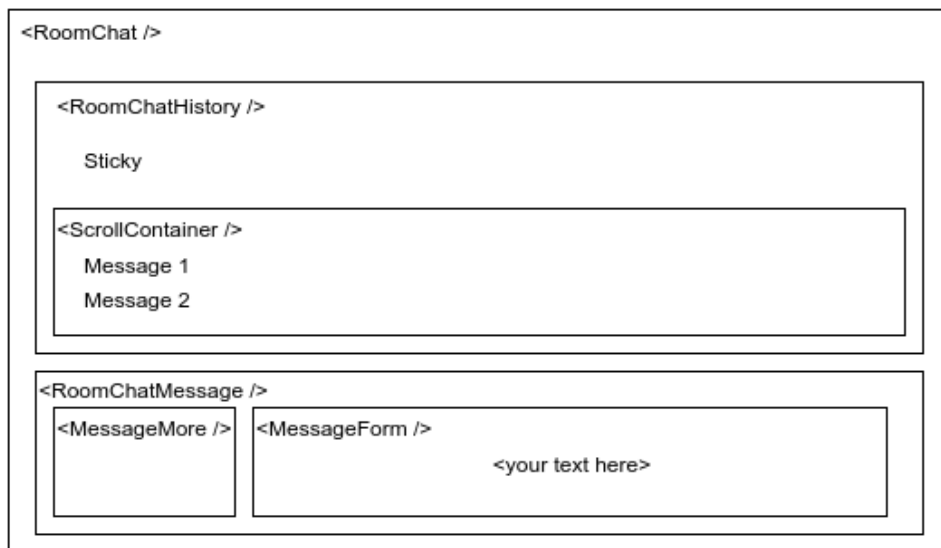 <RoomChat />
<RoomChatHistory />
Sticky
<ScrollContainer />
Message 1
Message 2
<RoomChatMessage />
<MessageMore />
<MessageForm />
<your text here>